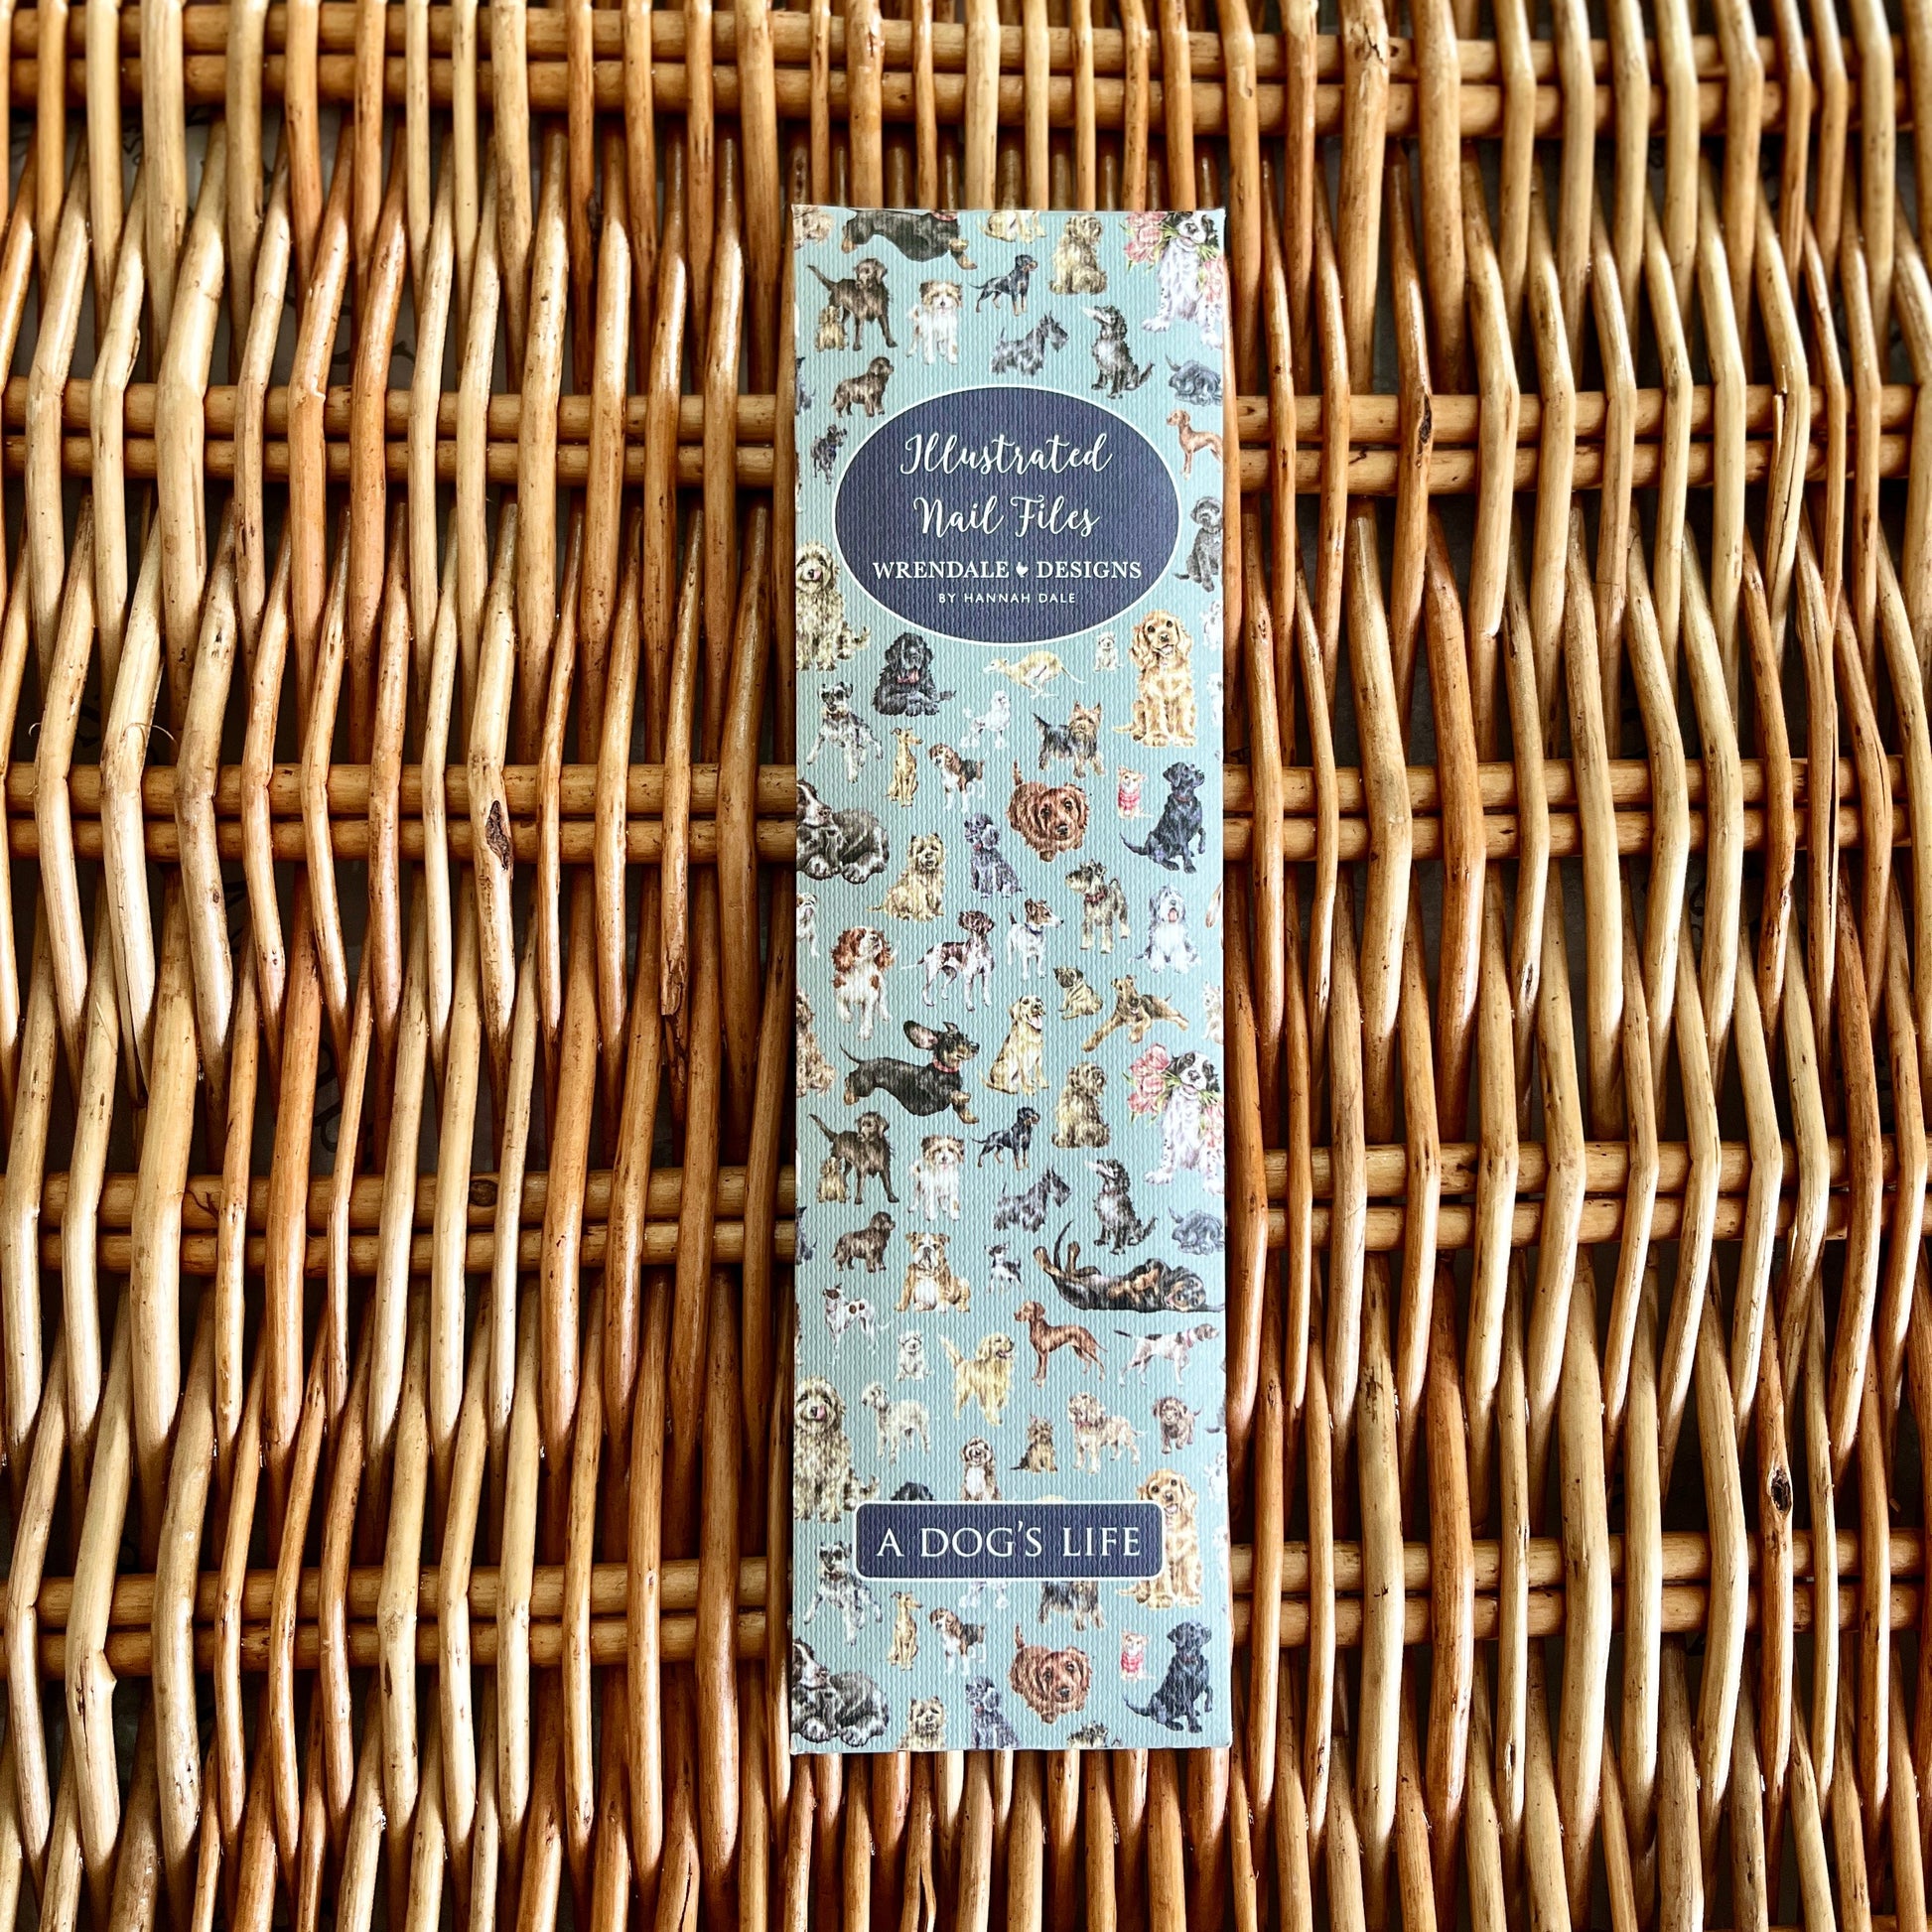 Illustrated
Nail Files
WRENDALE DESIGNS
BY HANNAH DALE
A DOG'S LIFE